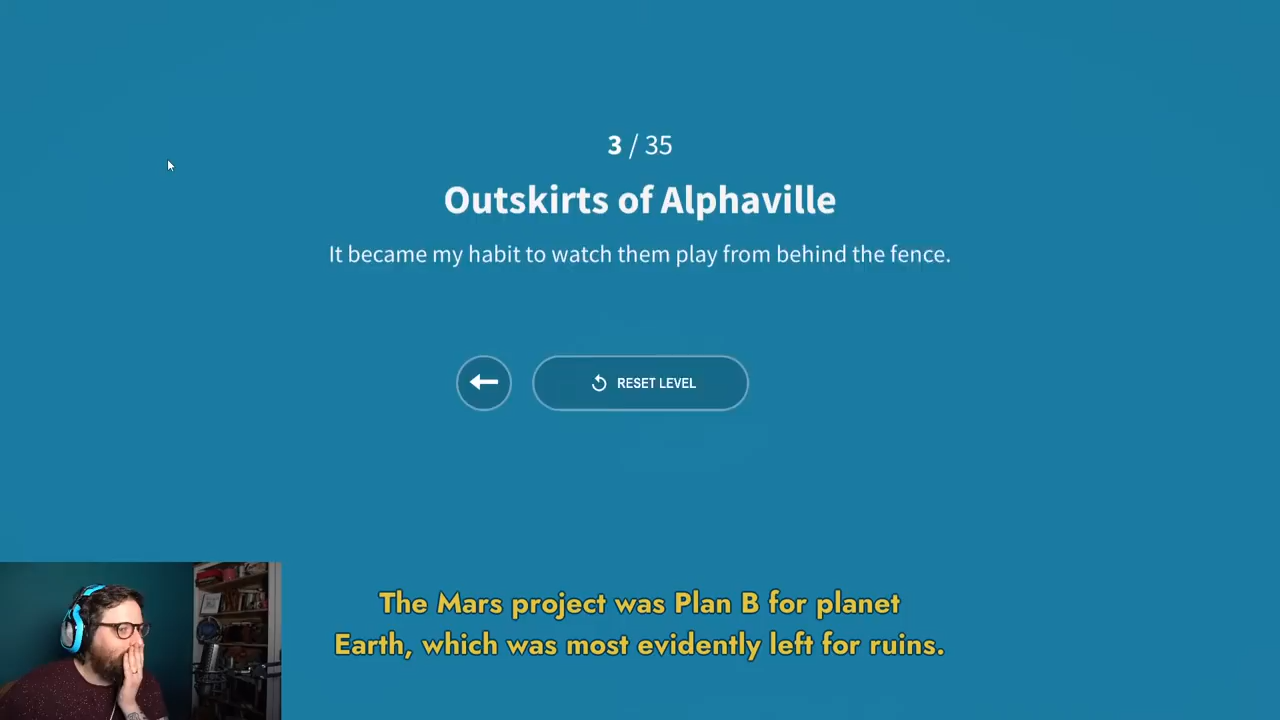 3 / 35
Outskirts of Alphaville
It became my habit to watch them play from behind the fence.
RESET LEVEL
The Mars project was Plan B for planet
Earth, which was most evidently left for ruins.